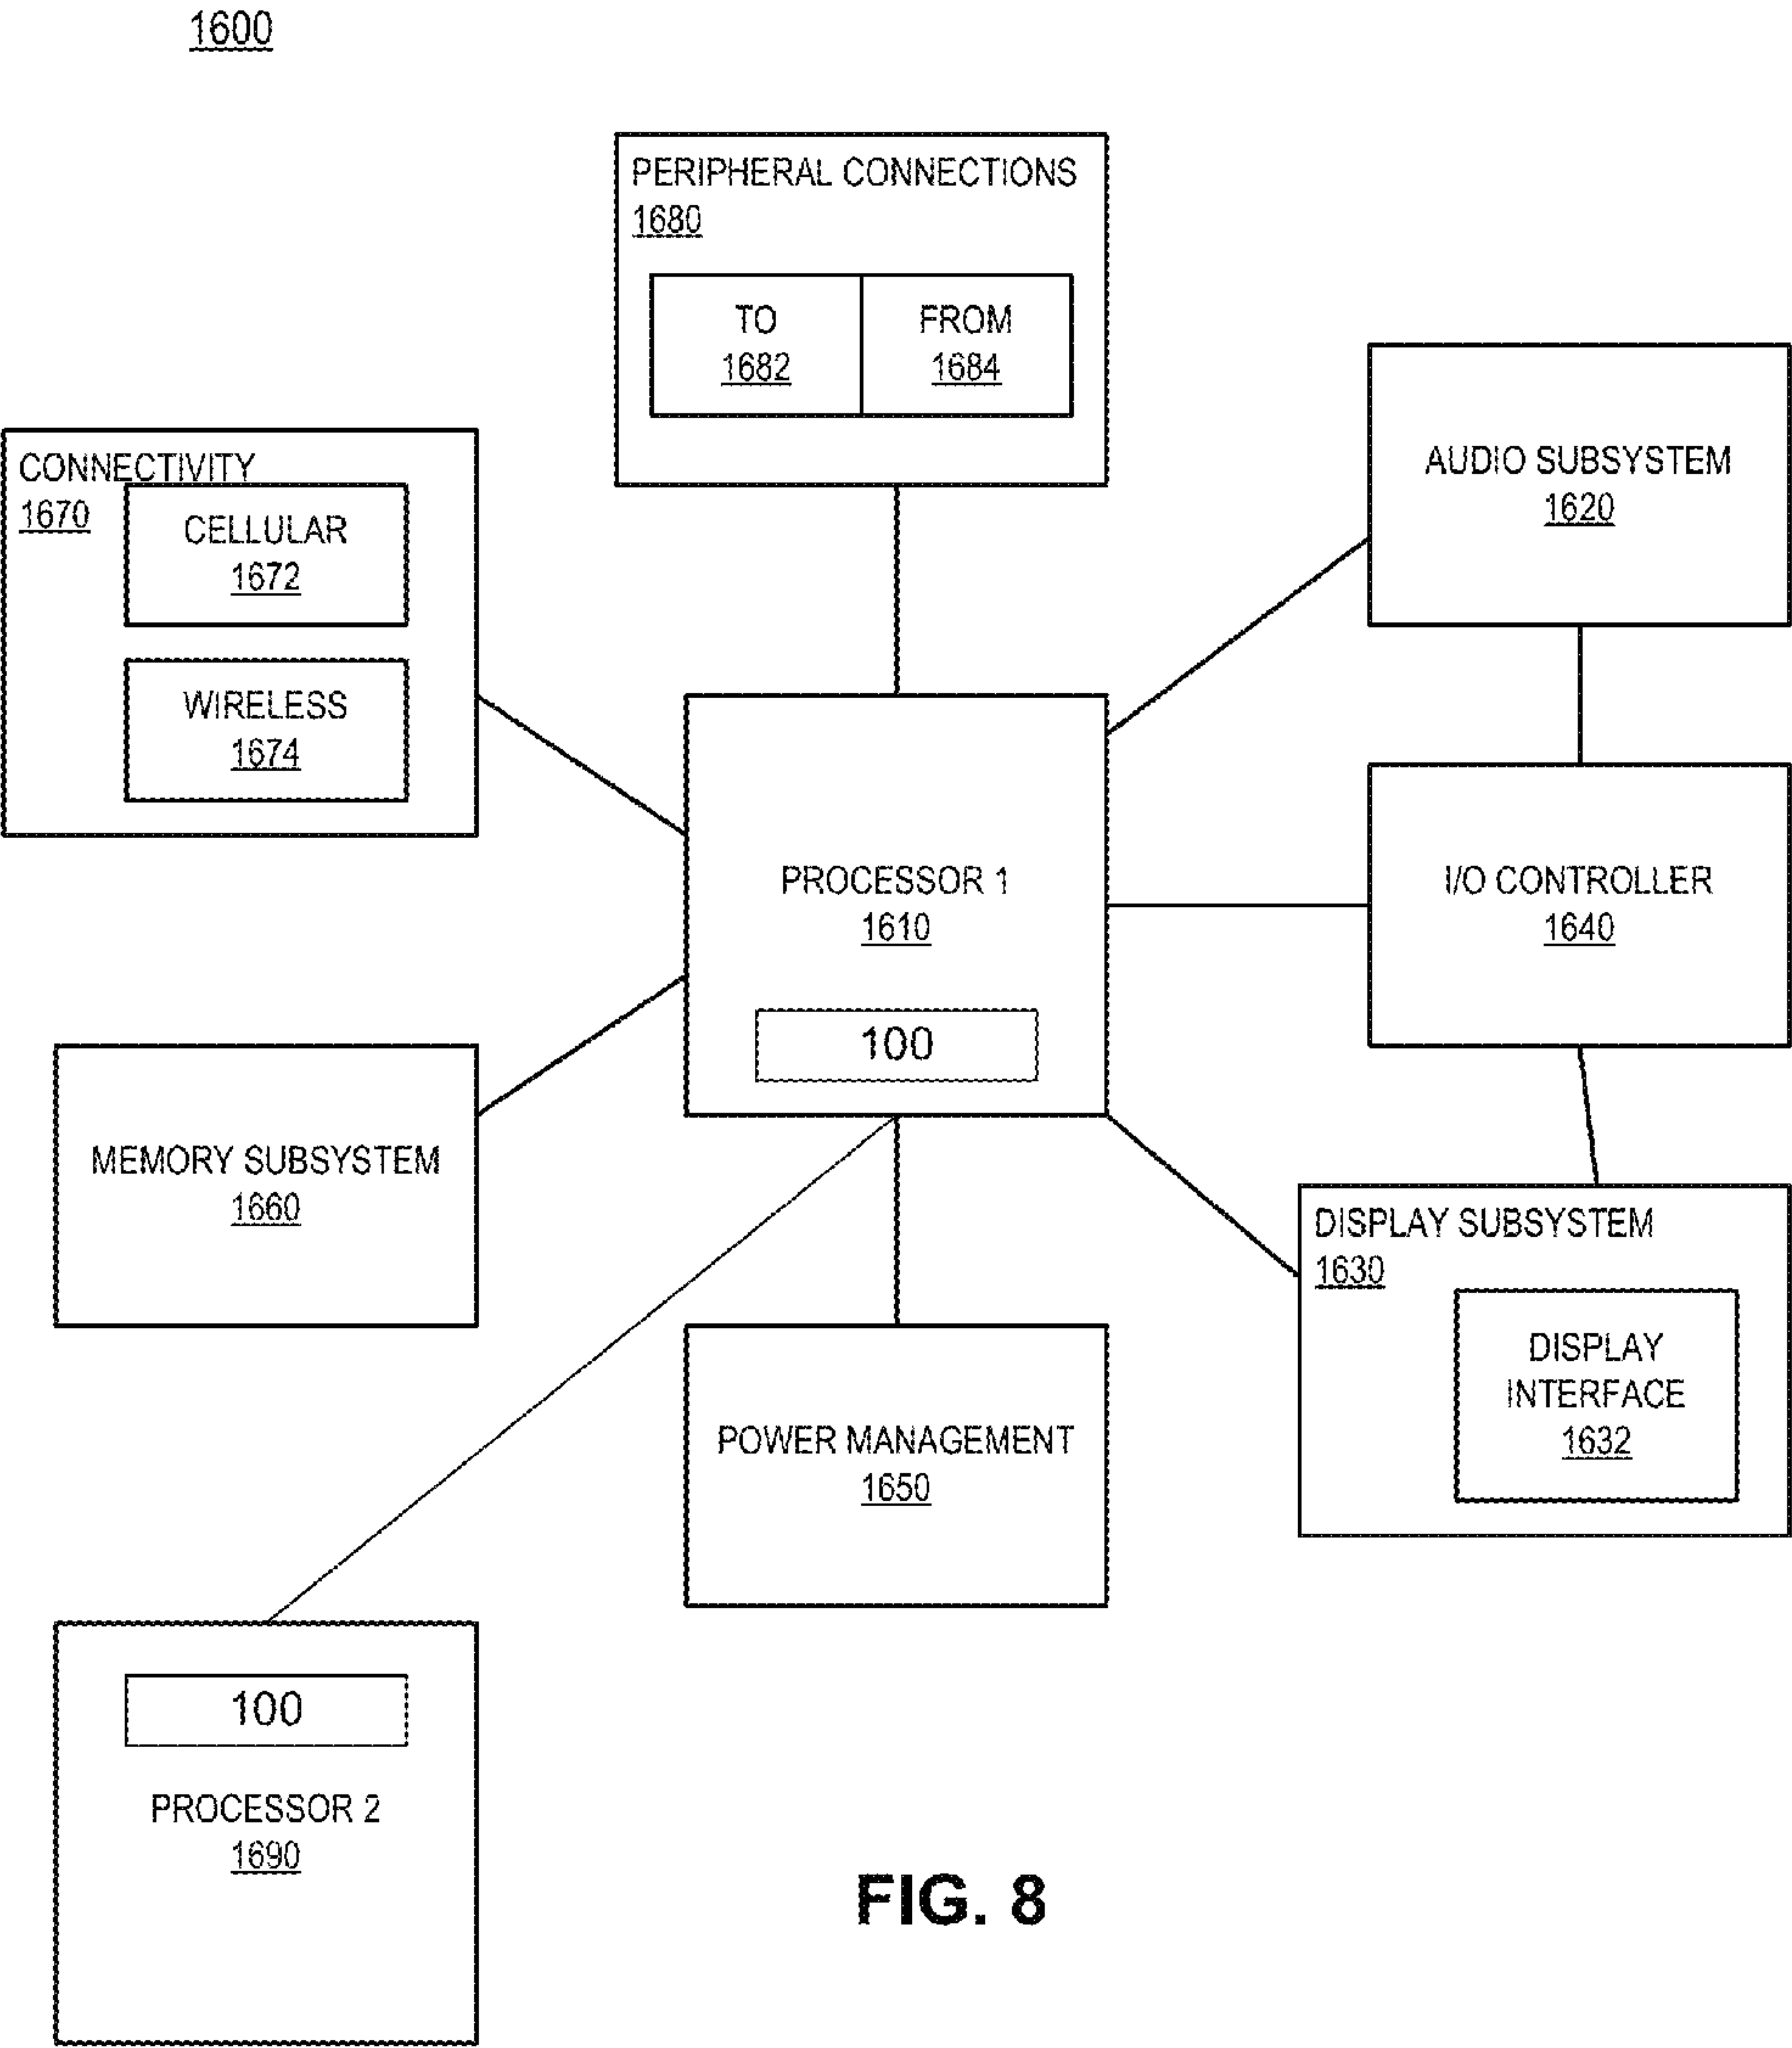 1600
PERIPHERAL CONNECTIONS
1680
TO
1682
FROM
1684
CONNECTIVITY
1670
CELLULAR
1672
WIRELESS
1674
AUDIO SUBSYSTEM
1620
PROCESSOR 1
1610
100
I/O CONTROLLER
1640
MEMORY SUBSYSTEM
1660
DISPLAY SUBSYSTEM
1630
DISPLAY
INTERFACE
1632
POWER MANAGEMENT
1650
100
PROCESSOR 2
1690
FIG. 8